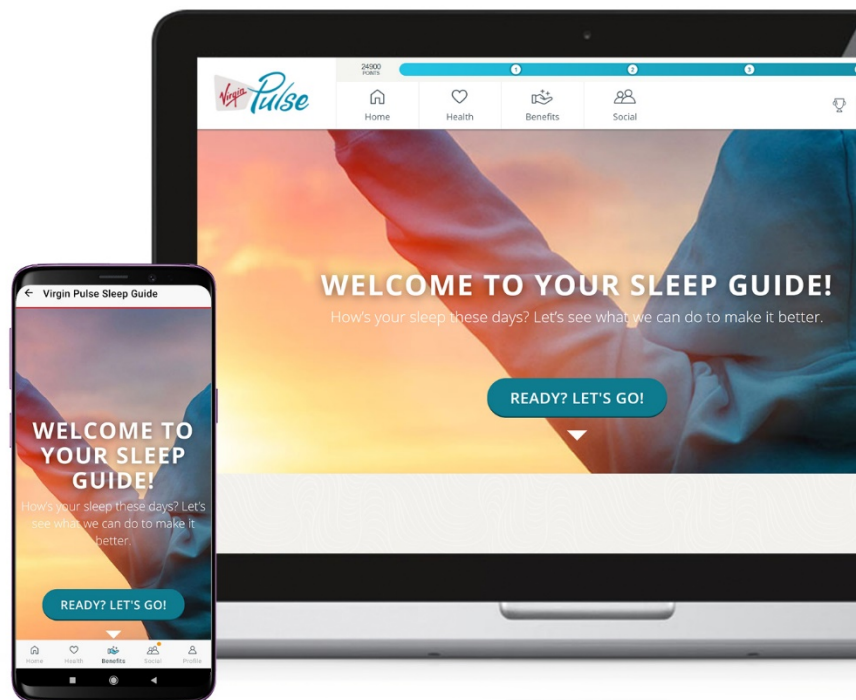 24900
POINTS
1
2
3
Virgin Pulse
Home
Health
Benefits
Social
WELCOME TO YOUR SLEEP GUIDE!
How's your sleep these days? Let's see what we can do to make it better.
READY? LET'S GO!
Virgin Pulse Sleep Guide
WELCOME TO
YOUR SLEEP
GUIDE!
How's your sleep these days? Let's
see what we can do to make it
better.
READY? LET'S GO!
Home
Health
Benefits
Social
Profile